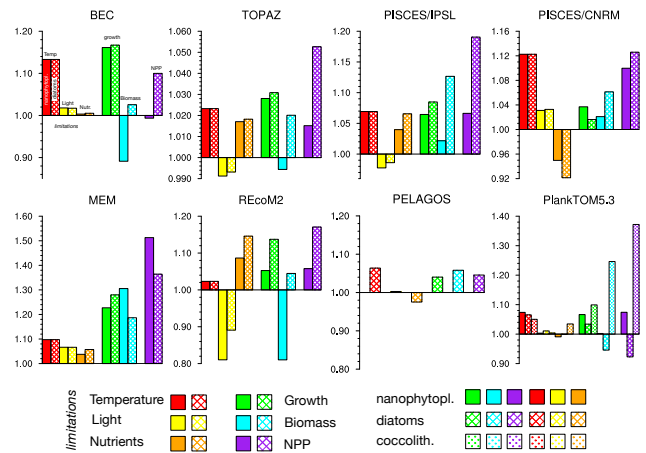 BEC
TOPAZ
PISCES/IPSL
PISCES/CNRM
1.20
1.10
1.00
0.90
Temp
nanophytopl.
diatoms
Light
Nutr.
limitations
growth
Biomass
NPP
1.060
1.050
1.040
1.030
1.020
1.010
1.000
0.990
1.20
1.15
1.10
1.05
1.00
1.16
1.12
1.08
1.04
1.00
0.96
0.92
MEM
REcoM2
PELAGOS
PlankTOM5.3
1.60
1.50
1.40
1.30
1.20
1.10
1.00
1.20
1.10
1.00
0.90
0.80
1.20
1.10
1.00
0.90
0.80
1.40
1.30
1.20
1.10
1.00
0.90
limitations
Temperature
Light
Nutrients
Growth
Biomass
NPP
nanophytopl.
diatoms
coccolith.